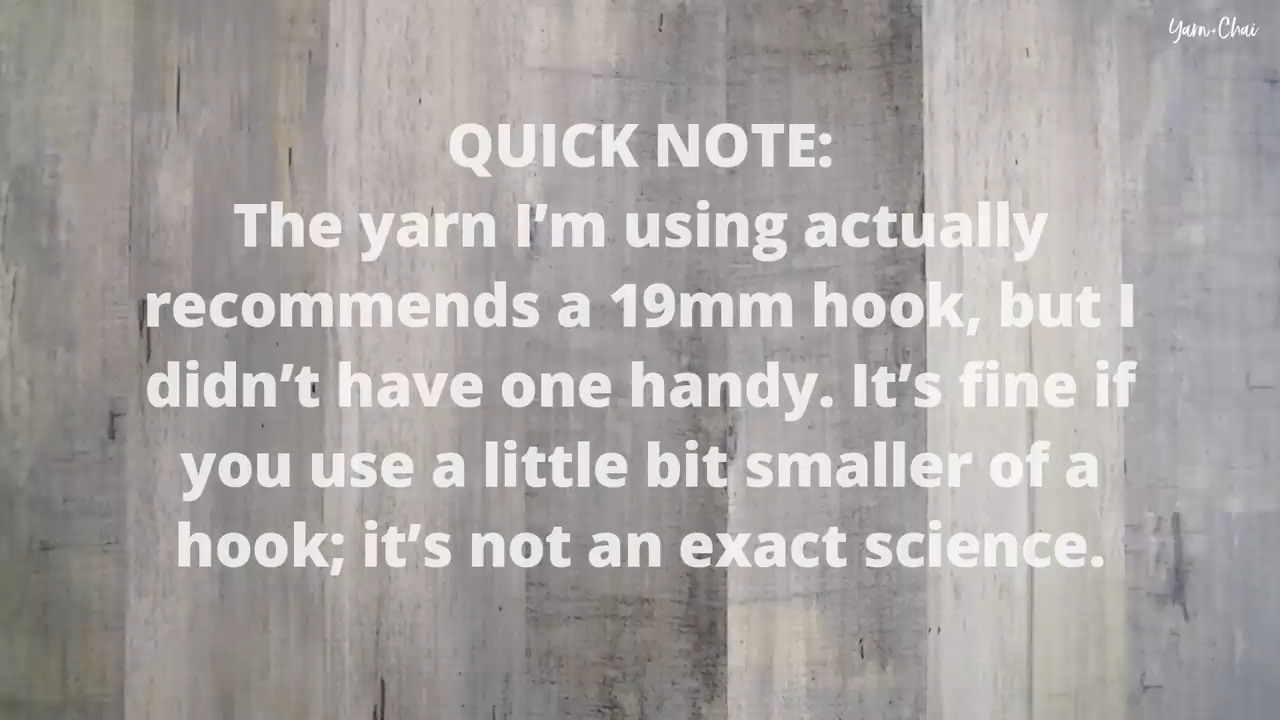 Yarn+Chai
QUICK NOTE:
The yarn I’m using actually
recommends a 19mm hook, but I
didn’t have one handy. It’s fine if
you use a little bit smaller of a
hook; it’s not an exact science.